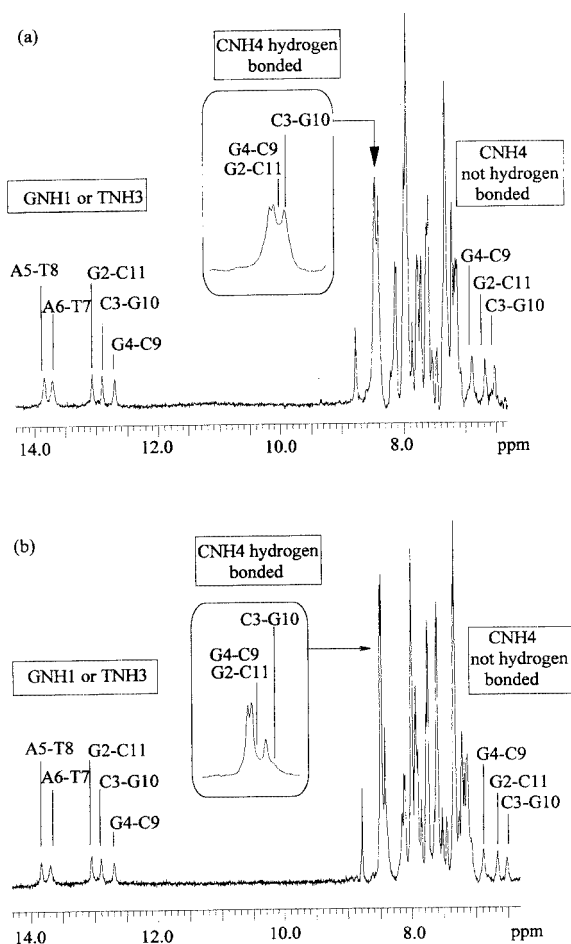 (a)
CNH4 hydrogen
bonded
C3-G10
G4-C9
G2-C11
CNH4
not hydrogen
bonded
GNH1 or TNH3
A5-T8
G2-C11
A6-T7
C3-G10
G4-C9
G4-C9
G2-C11
C3-G10
14.0
12.0
10.0
8.0
ppm
(b)
CNH4 hydrogen
bonded
C3-G10
G4-C9
G2-C11
CNH4
not hydrogen
bonded
GNH1 or TNH3
A5-T8
G2-C11
A6-T7
C3-G10
G4-C9
G4-C9
G2-C11
C3-G10
14.0
12.0
10.0
8.0
ppm